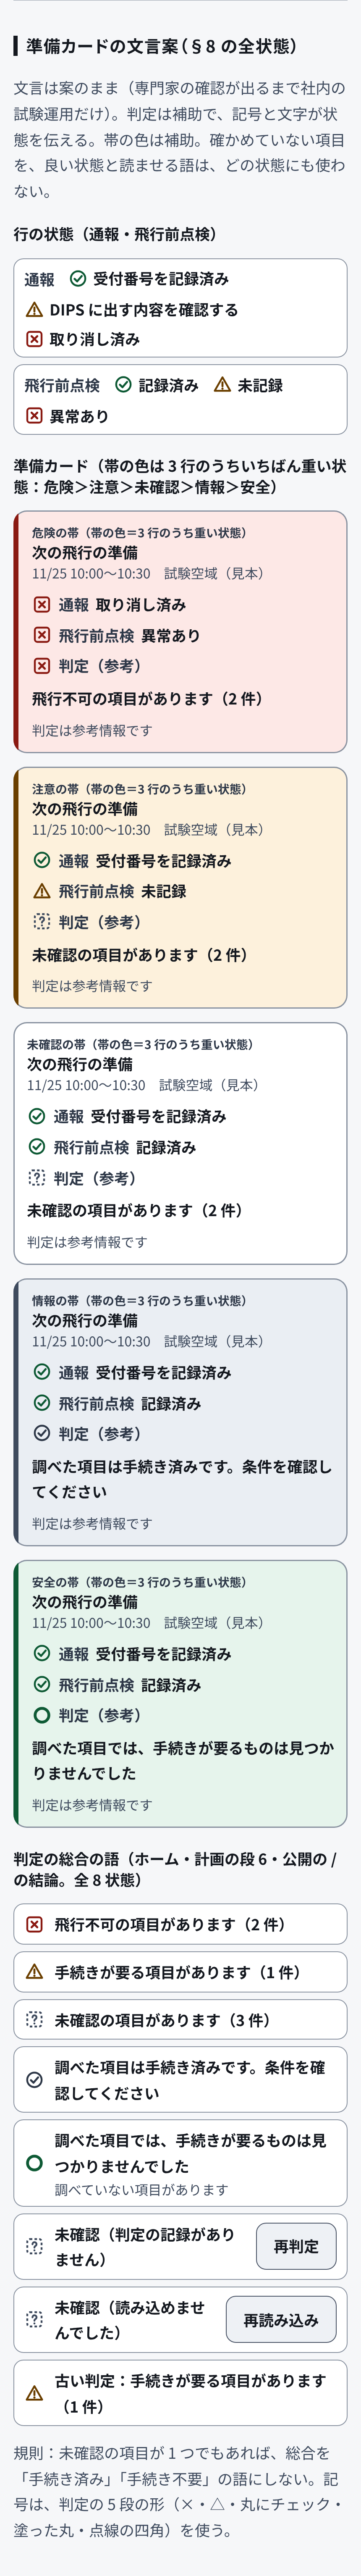 準備カードの文言案（§8 の全状態）
文言は案のまま（専門家の確認が出るまで社内の
試験運用だけ）。判定は補助で、記号と文字が状
態を伝える。帯の色は補助。確かめていない項目
を、良い状態と読ませる語は、どの状態にも使わ
ない。
行の状態（通報・飛行前点検）
通報 受付番号を記録済み
DIPS に出す内容を確認する
取り消し済み
飛行前点検 記録済み 未記録
異常あり
準備カード（帯の色は 3 行のうちいちばん重い状
態：危険＞注意＞未確認＞情報＞安全）
危険の帯（帯の色＝3 行のうち重い状態）
次の飛行の準備
11/25 10:00〜10:30　試験空域（見本）
通報 取り消し済み
飛行前点検 異常あり
判定（参考）
飛行不可の項目があります（2 件）
判定は参考情報です
注意の帯（帯の色＝3 行のうち重い状態）
次の飛行の準備
11/25 10:00〜10:30　試験空域（見本）
通報 受付番号を記録済み
飛行前点検 未記録
判定（参考）
未確認の項目があります（2 件）
判定は参考情報です
未確認の帯（帯の色＝3 行のうち重い状態）
次の飛行の準備
11/25 10:00〜10:30　試験空域（見本）
通報 受付番号を記録済み
飛行前点検 記録済み
判定（参考）
未確認の項目があります（2 件）
判定は参考情報です
情報の帯（帯の色＝3 行のうち重い状態）
次の飛行の準備
11/25 10:00〜10:30　試験空域（見本）
通報 受付番号を記録済み
飛行前点検 記録済み
判定（参考）
調べた項目は手続き済みです。条件を確認し
てください
判定は参考情報です
安全の帯（帯の色＝3 行のうち重い状態）
次の飛行の準備
11/25 10:00〜10:30　試験空域（見本）
通報 受付番号を記録済み
飛行前点検 記録済み
判定（参考）
調べた項目では、手続きが要るものは見つか
りませんでした
判定は参考情報です
判定の総合の語（ホーム・計画の段 6・公開の /
の結論。全 8 状態）
飛行不可の項目があります（2 件）
手続きが要る項目があります（1 件）
未確認の項目があります（3 件）
調べた項目は手続き済みです。条件を確
認してください
調べた項目では、手続きが要るものは見
つかりませんでした
調べていない項目があります
未確認（判定の記録があり
ません）
再判定
未確認（読み込めませ
んでした）
再読み込み
古い判定：手続きが要る項目があります
（1 件）
規則：未確認の項目が 1 つでもあれば、総合を
「手続き済み」「手続き不要」の語にしない。記
号は、判定の 5 段の形（×・△・丸にチェック・
塗った丸・点線の四角）を使う。